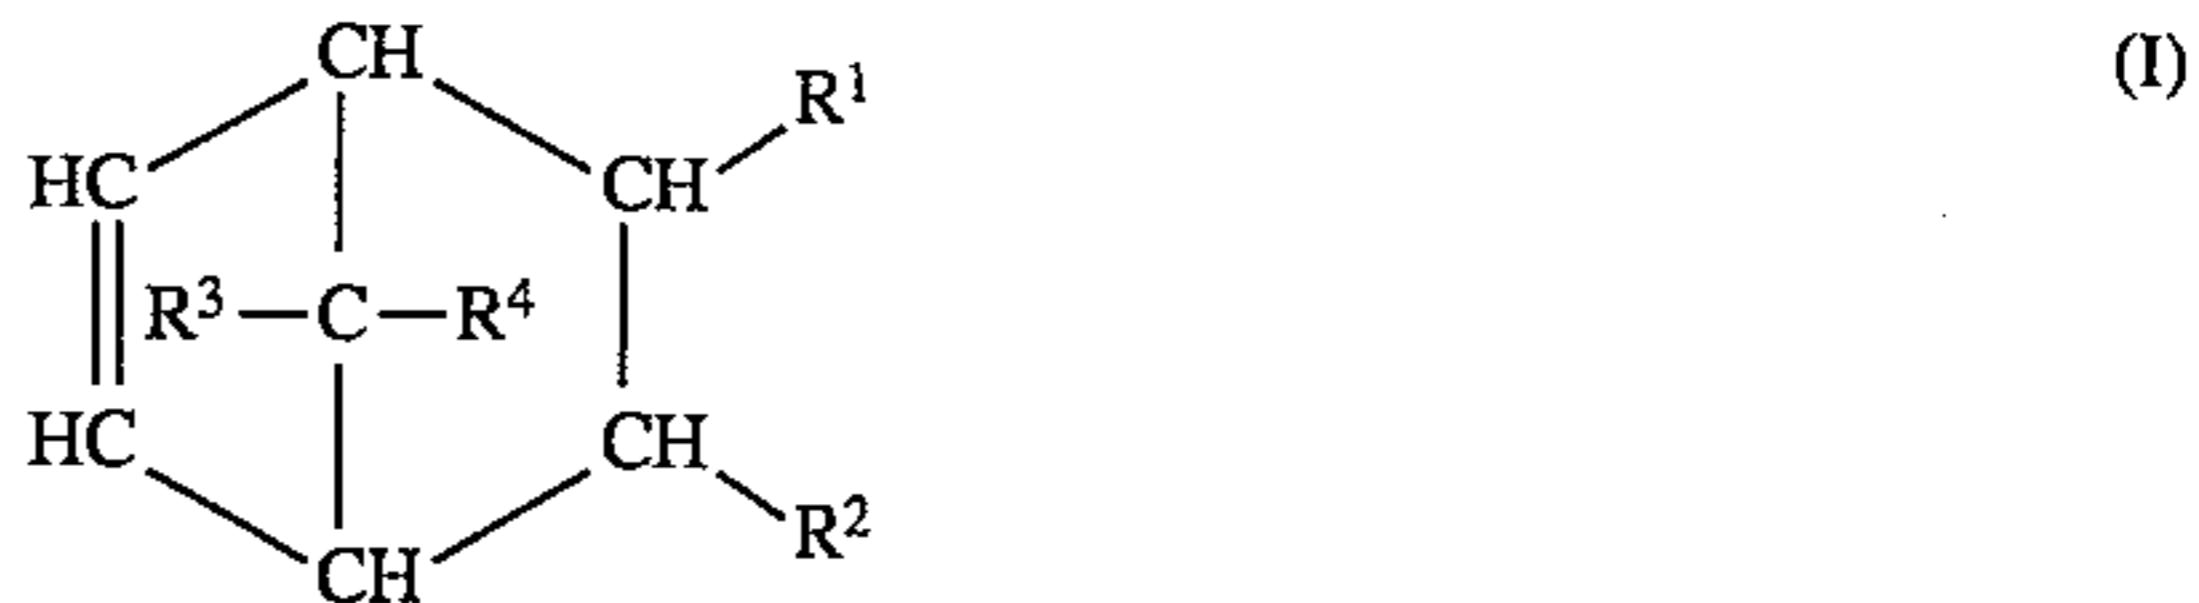 CH (I)
R¹
HC CH
R³—C—R⁴
HC CH
R²
CH